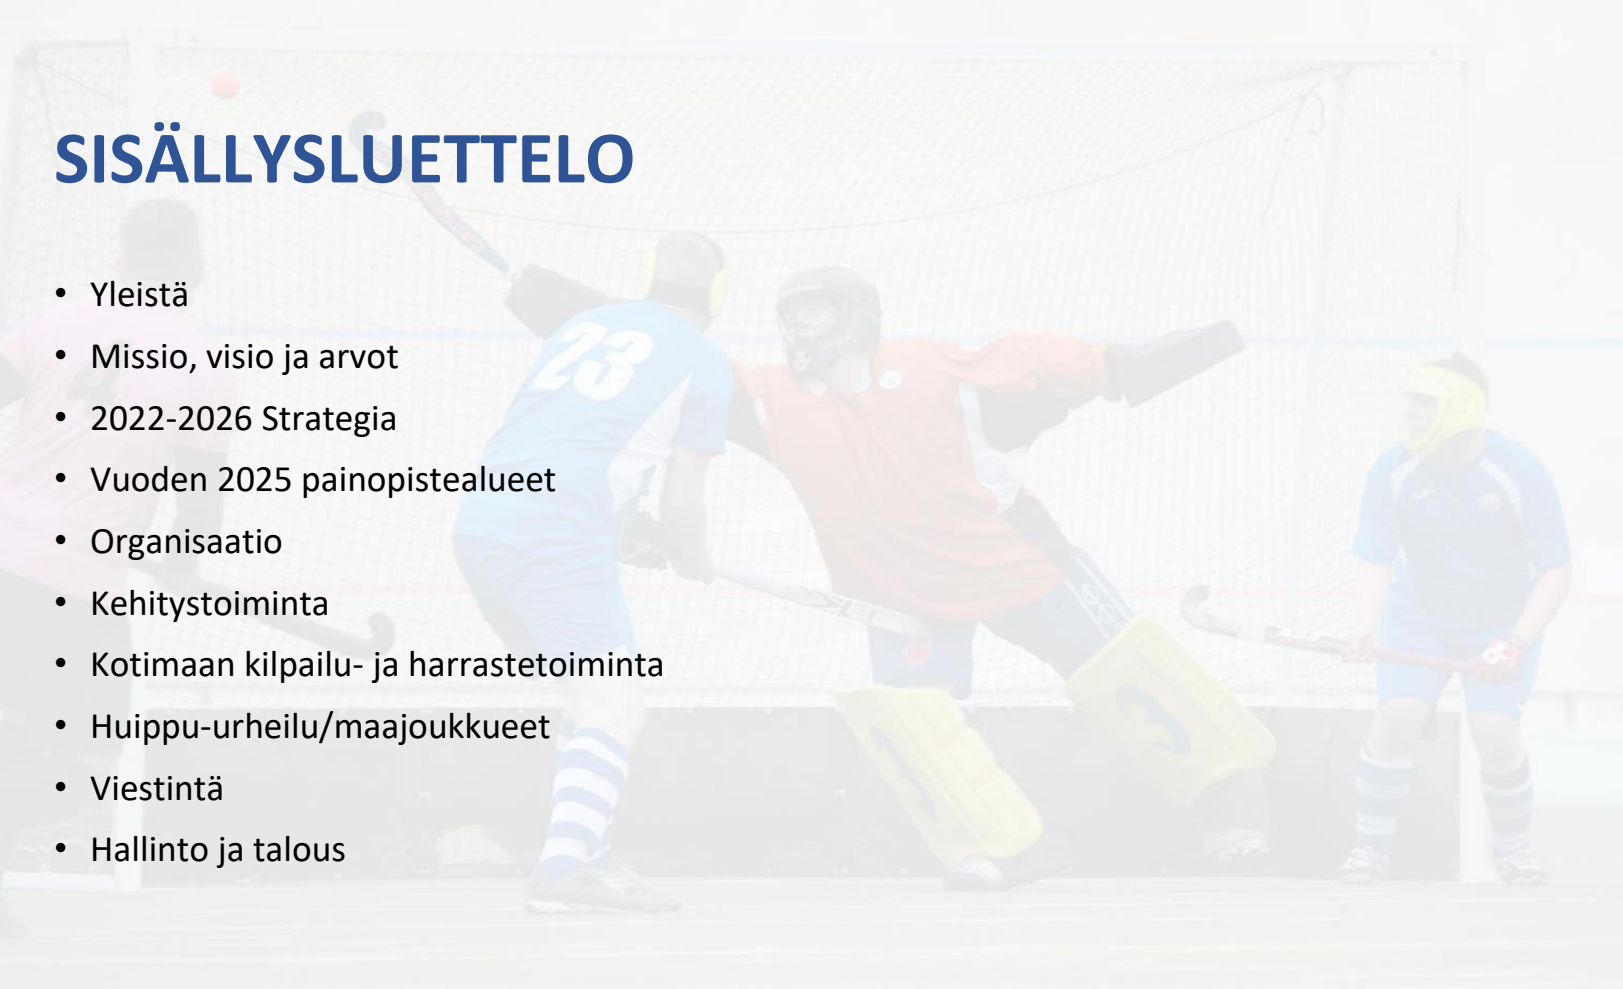 SISÄLLYSLUETTELO
• Yleistä
• Missio, visio ja arvot
• 2022-2026 Strategia
• Vuoden 2025 painopistealueet
• Organisaatio
• Kehitystoiminta
• Kotimaan kilpailu- ja harrastetoiminta
• Huippu-urheilu/maajoukkueet
• Viestintä
• Hallinto ja talous
23